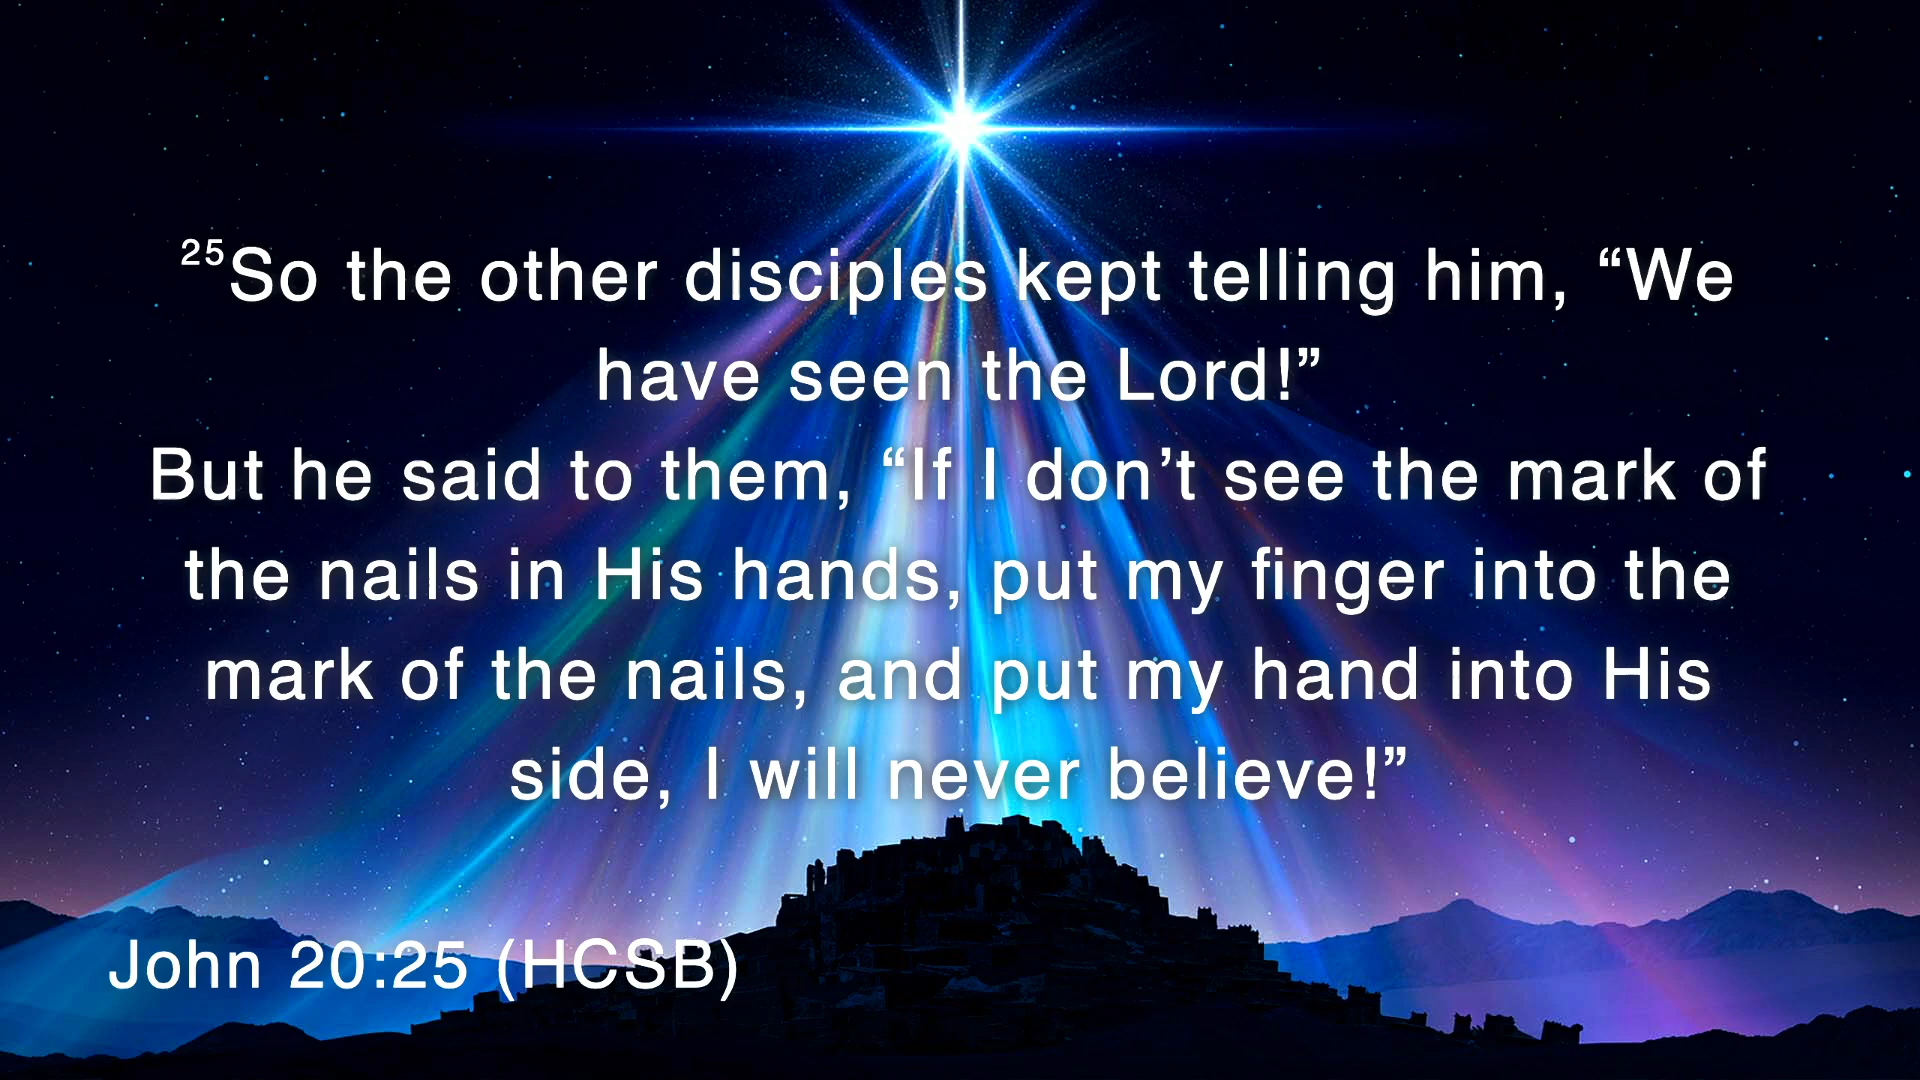 ²⁵So the other disciples kept telling him, “We
have seen the Lord!”
But he said to them, “If I don’t see the mark of
the nails in His hands, put my finger into the
mark of the nails, and put my hand into His
side, I will never believe!”
John 20:25 (HCSB)